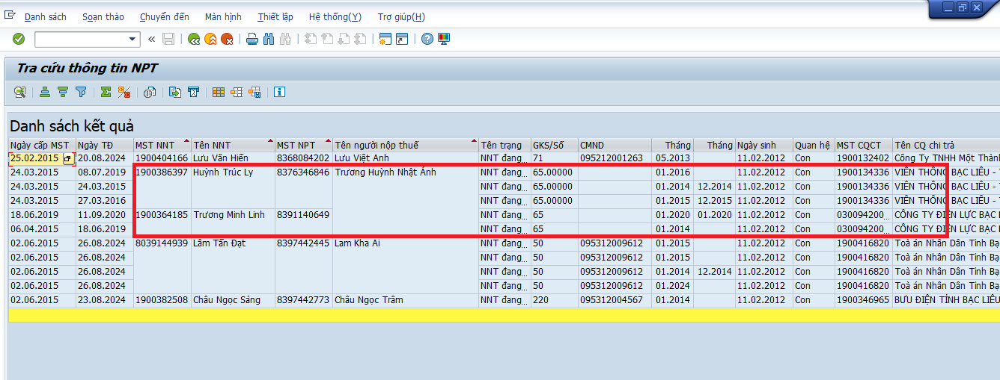 Danh sách Soạn thảo Chuyển đến Màn hình Thiết lập Hệ thống(Y) Trợ giúp(H)
Tra cứu thông tin NPT
Danh sách kết quả
Ngày cấp MST Ngày TĐ MST NNT Tên NNT MST NPT Tên người nộp thuế Tên trạng GKS/Số CMND Tháng Tháng Ngày sinh Quan hệ MST CQCT Tên CQ chi trả
25.02.2015 20.08.2024 1900404166 Lưu Văn Hiến 8368084202 Lưu Việt Anh NNT đang... 71 095212001263 05.2013 11.02.2012 Con 1900132402 Công Ty TNHH Một Thành
24.03.2015 08.07.2019 1900386397 Huỳnh Trúc Ly 8376346846 Trương Huỳnh Nhật Ánh NNT đang... 65.00000 01.2016 11.02.2012 Con 1900134336 VIỄN THÔNG BẠC LIÊU - T
24.03.2015 24.03.2015 NNT đang... 65.00000 01.2014 12.2014 11.02.2012 Con 1900134336 VIỄN THÔNG BẠC LIÊU - T
24.03.2015 27.03.2016 NNT đang... 65.00000 01.2015 12.2015 11.02.2012 Con 1900134336 VIỄN THÔNG BẠC LIÊU - T
18.06.2019 11.09.2020 1900364185 Trương Minh Linh 8391140649 NNT đang... 65 01.2020 01.2020 11.02.2012 Con 030094200... CÔNG TY ĐIỆN LỰC BẠC L
06.04.2015 18.06.2019 NNT đang... 65 01.2014 11.02.2012 Con 030094200... CÔNG TY ĐIỆN LỰC BẠC L
02.06.2015 26.08.2024 8039144939 Lâm Tấn Đạt 8397442445 Lam Kha Ai NNT đang... 50 095312009612 01.2015 11.02.2012 Con 1900416820 Toà án Nhân Dân Tỉnh Bạ
02.06.2015 26.08.2024 NNT đang... 50 095312009612 01.2015 11.02.2012 Con 1900416820 Toà án Nhân Dân Tỉnh Bạ
02.06.2015 26.08.2024 NNT đang... 50 095312009612 01.2014 12.2014 11.02.2012 Con 1900416820 Toà án Nhân Dân Tỉnh Bạ
02.06.2015 26.08.2024 NNT đang... 50 095312009612 01.2024 11.02.2012 Con 1900416820 Toà án Nhân Dân Tỉnh Bạ
02.06.2015 23.08.2024 1900382508 Châu Ngọc Sáng 8397442773 Châu Ngọc Trâm NNT đang... 220 095312004567 01.2014 11.02.2012 Con 1900346965 BƯU ĐIỆN TỈNH BẠC LIÊU